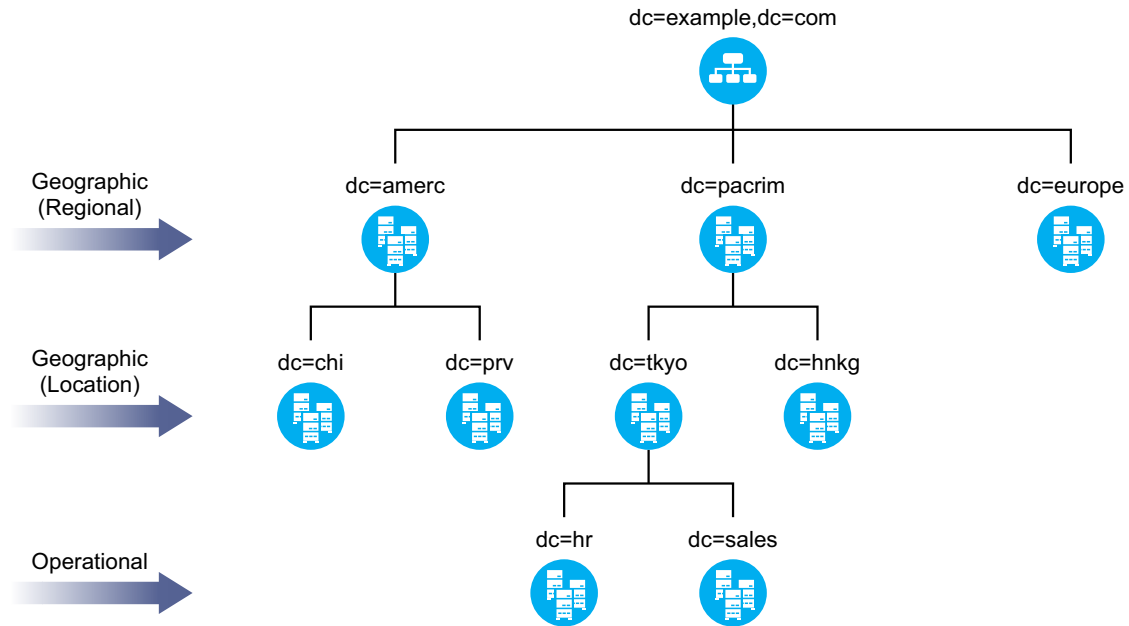 dc=example,dc=com
Geographic
(Regional)
dc=amerc
dc=pacrim
dc=europe
Geographic
(Location)
dc=chi
dc=prv
dc=tkyo
dc=hnkg
Operational
dc=hr
dc=sales